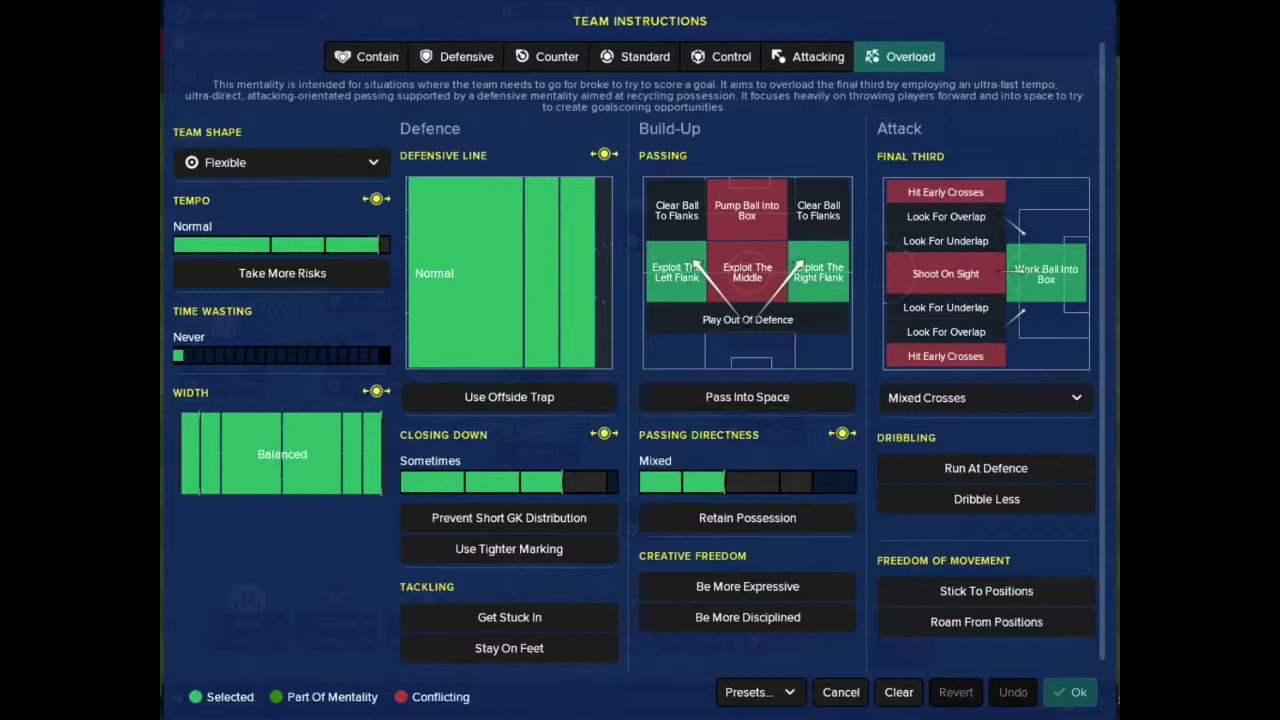 TEAM INSTRUCTIONS
Contain
Defensive
Counter
Standard
Control
Attacking
Overload
This mentality is intended for situations where the team needs to go for broke to try to score a goal. It aims to overload the final third by employing an ultra-fast tempo,
ultra-direct, attacking-orientated passing supported by a defensive mentality aimed at recycling possession. It focuses heavily on throwing players forward and into space to try
to create goalscoring opportunities.
TEAM SHAPE
Flexible
TEMPO
Normal
Take More Risks
TIME WASTING
Never
WIDTH
Balanced
Defence
DEFENSIVE LINE
Normal
Use Offside Trap
CLOSING DOWN
Sometimes
Prevent Short GK Distribution
Use Tighter Marking
TACKLING
Get Stuck In
Stay On Feet
Build-Up
PASSING
Clear Ball
To Flanks
Pump Ball Into
Box
Clear Ball
To Flanks
Exploit The
Left Flank
Exploit The
Middle
Exploit The
Right Flank
Play Out Of Defence
Pass Into Space
PASSING DIRECTNESS
Mixed
Retain Possession
CREATIVE FREEDOM
Be More Expressive
Be More Disciplined
Attack
FINAL THIRD
Hit Early Crosses
Look For Overlap
Look For Underlap
Shoot On Sight
Work Ball Into
Box
Look For Underlap
Look For Overlap
Hit Early Crosses
Mixed Crosses
DRIBBLING
Run At Defence
Dribble Less
FREEDOM OF MOVEMENT
Stick To Positions
Roam From Positions
Selected
Part Of Mentality
Conflicting
Presets...
Cancel
Clear
Revert
Undo
Ok